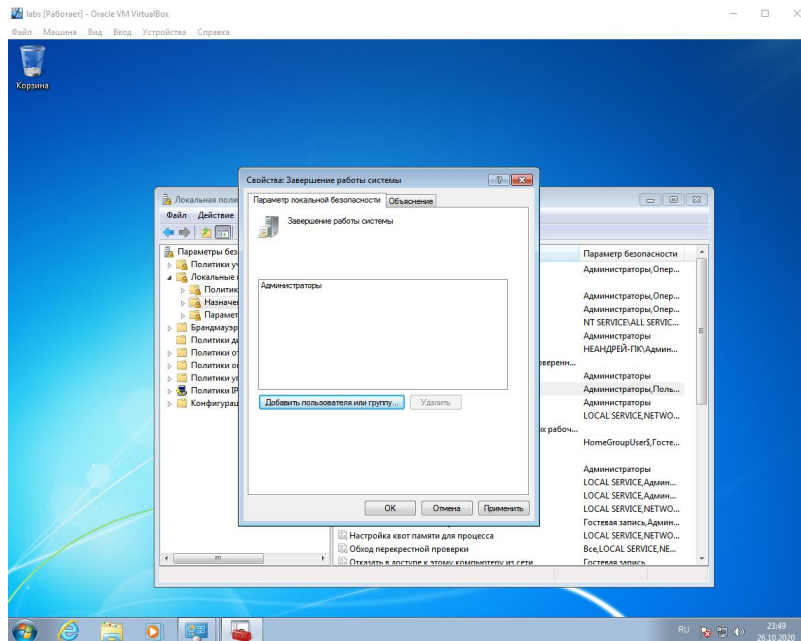 labs [Работает] - Oracle VM VirtualBox
Файл Машина Вид Ввод Устройства Справка
Корзина
Свойства: Завершение работы системы
Параметр локальной безопасности Объяснение
Завершение работы системы
Администраторы
Добавить пользователя или группу... Удалить
ОК Отмена Применить
Локальная поли
Файл Действие
Параметры без
Политики уч
Локальные
Политик
Назначе
Парамет
Брандмауэр
Политики д
Политики
Политики
Политики
Политики IP
Конфигурац
Параметр безопасности
Администраторы,Опер...
Администраторы,Опер...
Администраторы,Опер...
NT SERVICE\ALL SERVIC...
Администраторы
НЕАНДРЕЙ-ПК\Админ...
оверенн...
Администраторы
Администраторы,Поль...
Администраторы
LOCAL SERVICE,NETWO...
х рабоч...
HomeGroupUser$,Госте...
Администраторы
LOCAL SERVICE,Админ...
LOCAL SERVICE,Админ...
LOCAL SERVICE,NETWO...
Гостевая запись,Админ...
Настройка квот памяти для процесса LOCAL SERVICE,NETWO...
Обход перекрестной проверки Все,LOCAL SERVICE,NE...
Отказать в доступе к этому компьютеру из сети Гостевая запись
RU
23:49
26.10.2020